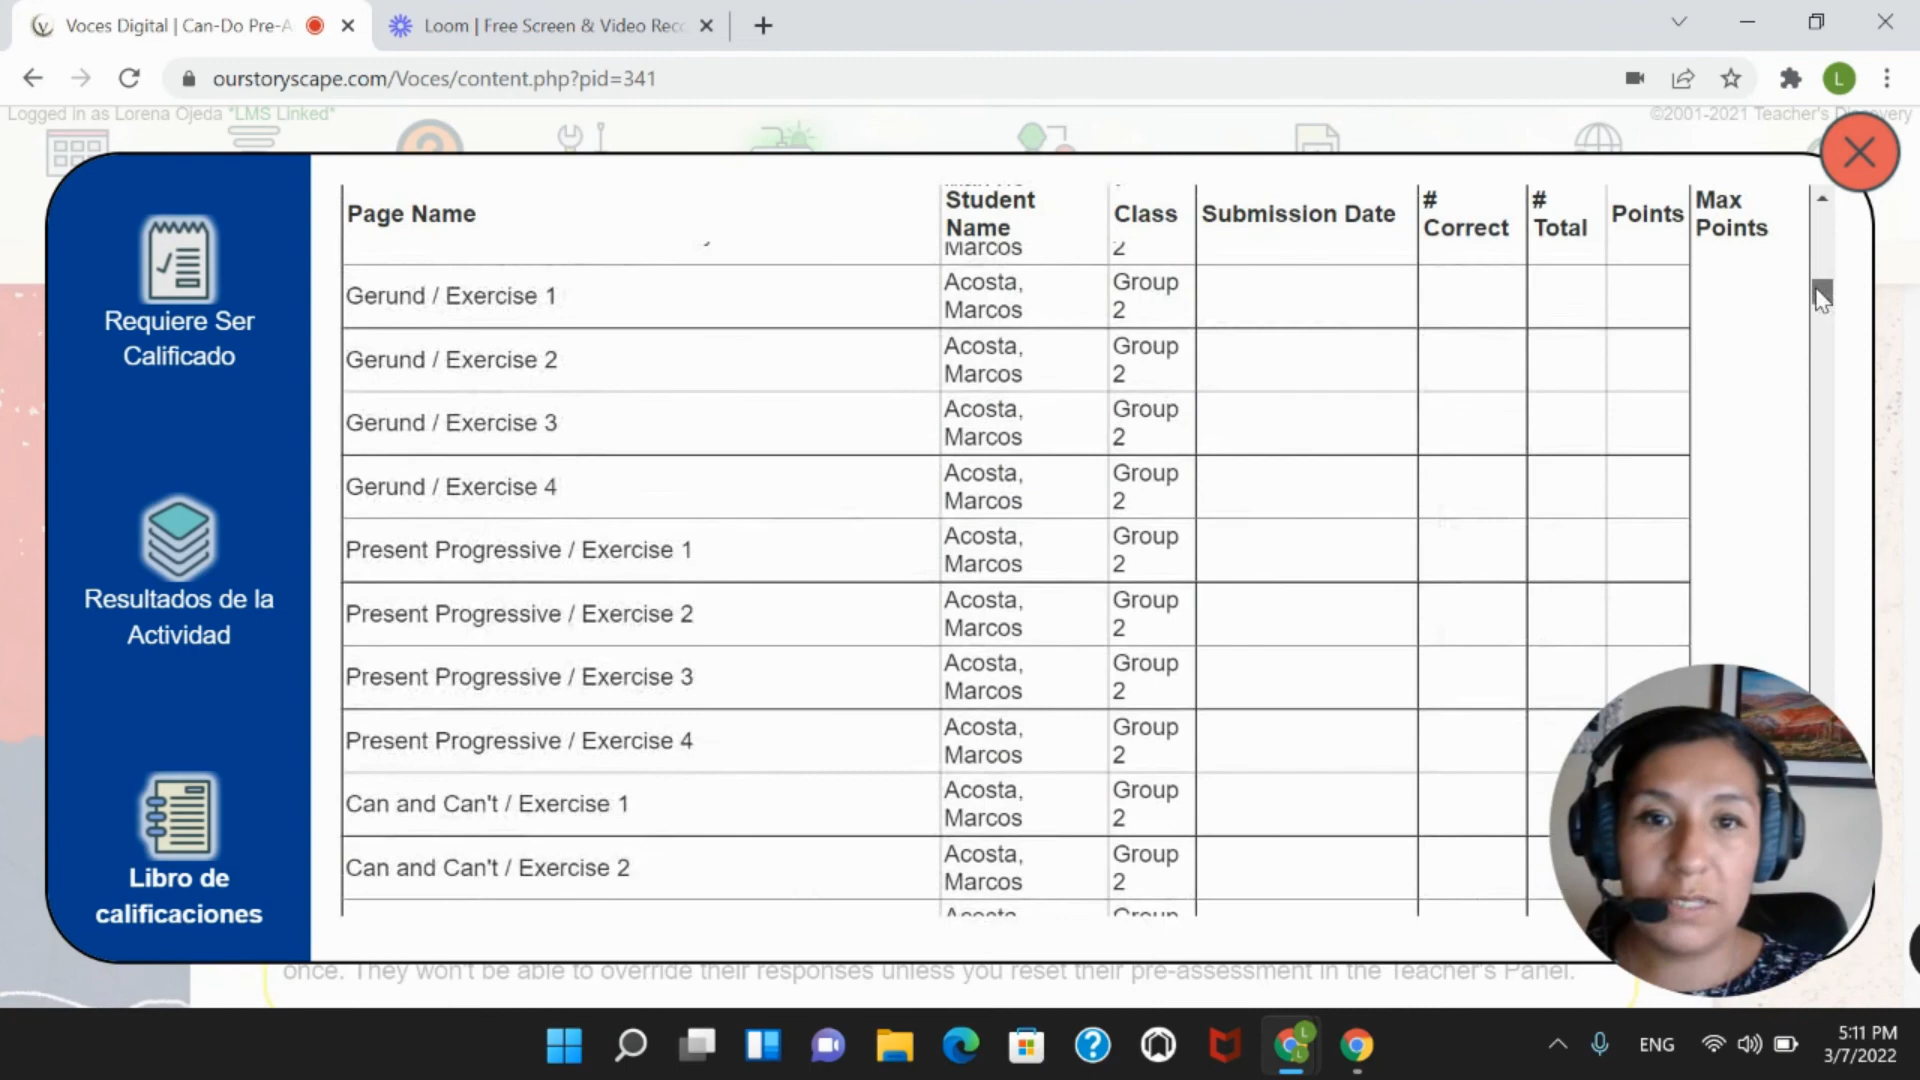 Voces Digital | Can-Do Pre-A
Loom | Free Screen & Video Reco
ourstoryscape.com/Voces/content.php?pid=341
L
Logged in as Lorena Ojeda *LMS Linked*
©2001-2021 Teacher's Discovery
Requiere Ser
Calificado
Resultados de la
Actividad
Libro de
calificaciones
Page Name Student Name Class Submission Date # Correct # Total Points Max Points
Marcos 2
Gerund / Exercise 1 Acosta, Marcos Group 2
Gerund / Exercise 2 Acosta, Marcos Group 2
Gerund / Exercise 3 Acosta, Marcos Group 2
Gerund / Exercise 4 Acosta, Marcos Group 2
Present Progressive / Exercise 1 Acosta, Marcos Group 2
Present Progressive / Exercise 2 Acosta, Marcos Group 2
Present Progressive / Exercise 3 Acosta, Marcos Group 2
Present Progressive / Exercise 4 Acosta, Marcos Group 2
Can and Can't / Exercise 1 Acosta, Marcos Group 2
Can and Can't / Exercise 2 Acosta, Marcos Group 2
Acosta Group
once. They won't be able to override their responses unless you reset their pre-assessment in the Teacher's Panel.
ENG
5:11 PM
3/7/2022